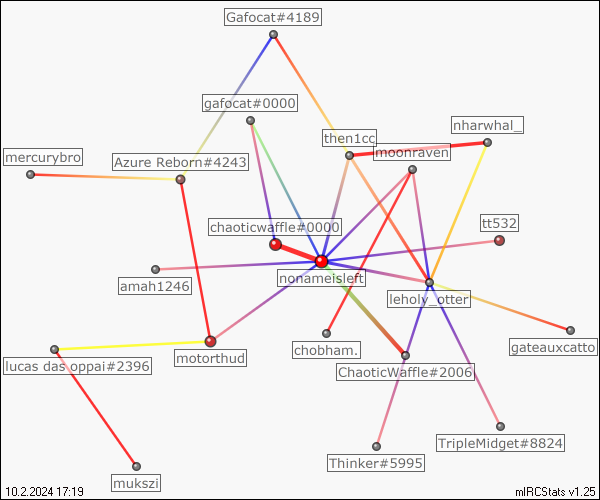 Gafocat#4189
gafocat#0000
nharwhal_
then1cc
moonraven
mercurybro
Azure Reborn#4243
chaoticwaffle#0000
tt532
nonameisleft
amah1246
leholy_otter
motorthud
chobham.
gateauxcatto
lucas das oppai#2396
ChaoticWaffle#2006
TripleMidget#8824
Thinker#5995
mukszi
10.2.2024 17:19
mIRCStats v1.25